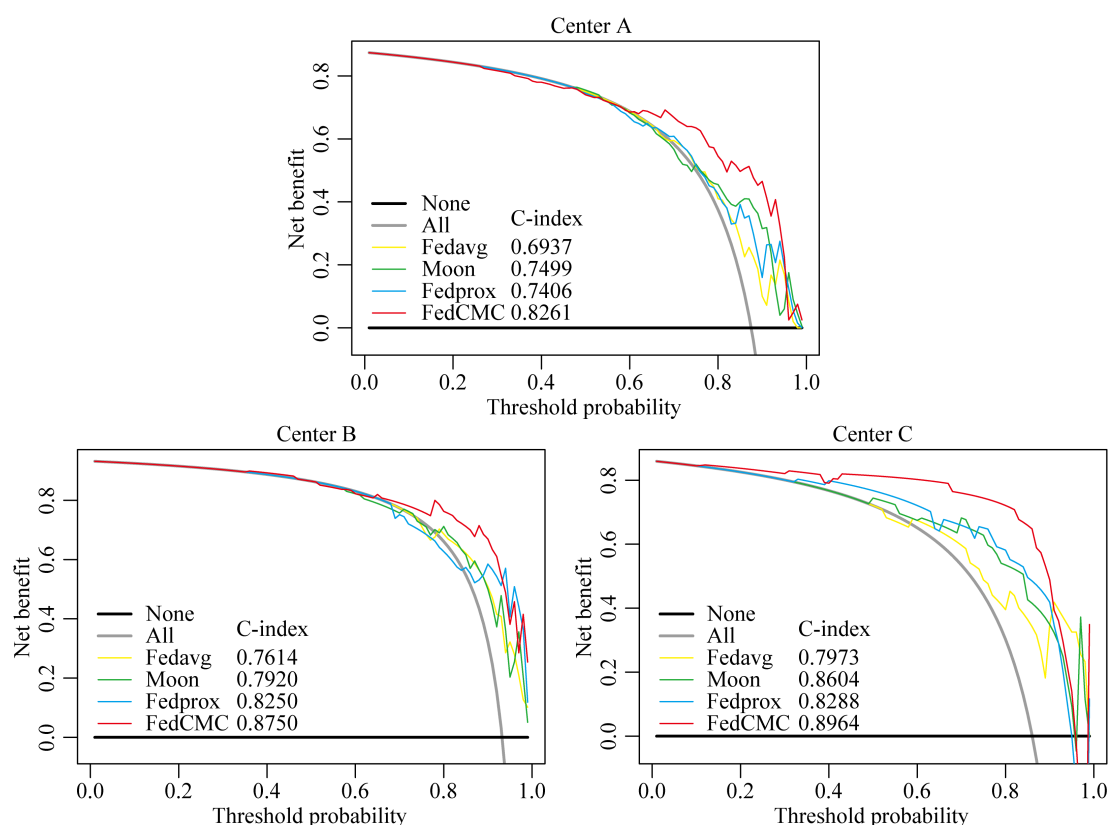 Center A
Net benefit
0.8
0.6
0.4
0.2
0.0
None
All
C-index
Fedavg 0.6937
Moon 0.7499
Fedprox 0.7406
FedCMC 0.8261
0.0 0.2 0.4 0.6 0.8 1.0
Threshold probability
Center B
Net benefit
0.8
0.6
0.4
0.2
0.0
None
All
C-index
Fedavg 0.7614
Moon 0.7920
Fedprox 0.8250
FedCMC 0.8750
0.0 0.2 0.4 0.6 0.8 1.0
Threshold probability
Center C
Net benefit
0.8
0.6
0.4
0.2
0.0
None
All
C-index
Fedavg 0.7973
Moon 0.8604
Fedprox 0.8288
FedCMC 0.8964
0.0 0.2 0.4 0.6 0.8 1.0
Threshold probability